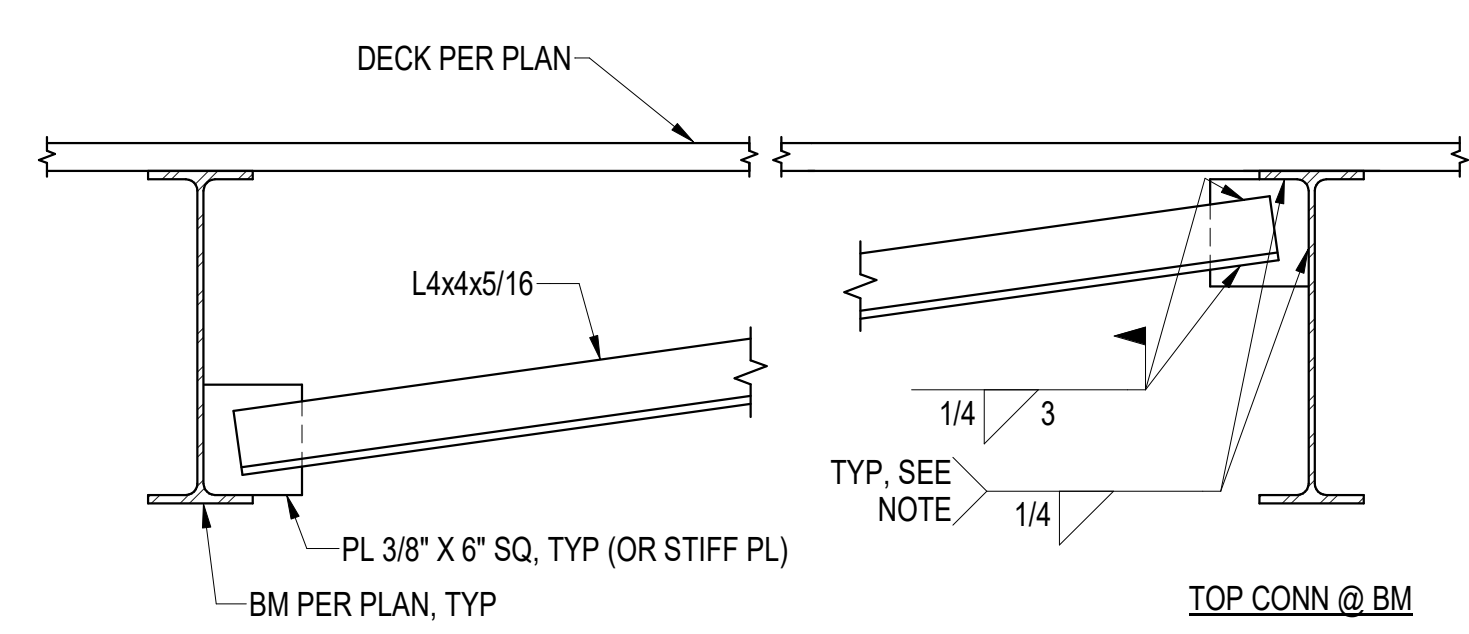 DECK PER PLAN
L4x4x5/16
1/4 3
TYP, SEE
NOTE
1/4
PL 3/8" X 6" SQ, TYP (OR STIFF PL)
BM PER PLAN, TYP
TOP CONN @ BM